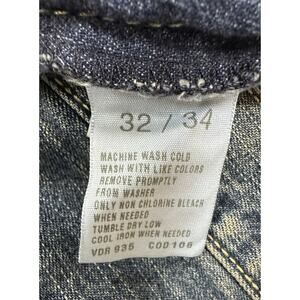 32 / 34
MACHINE WASH COLD
WASH WITH LIKE COLORS
REMOVE PROMPTLY
FROM WASHER
ONLY NON CHLORINE BLEACH
WHEN NEEDED
TUMBLE DRY LOW
COOL IRON WHEN NEEDED
VDR 935 COD106